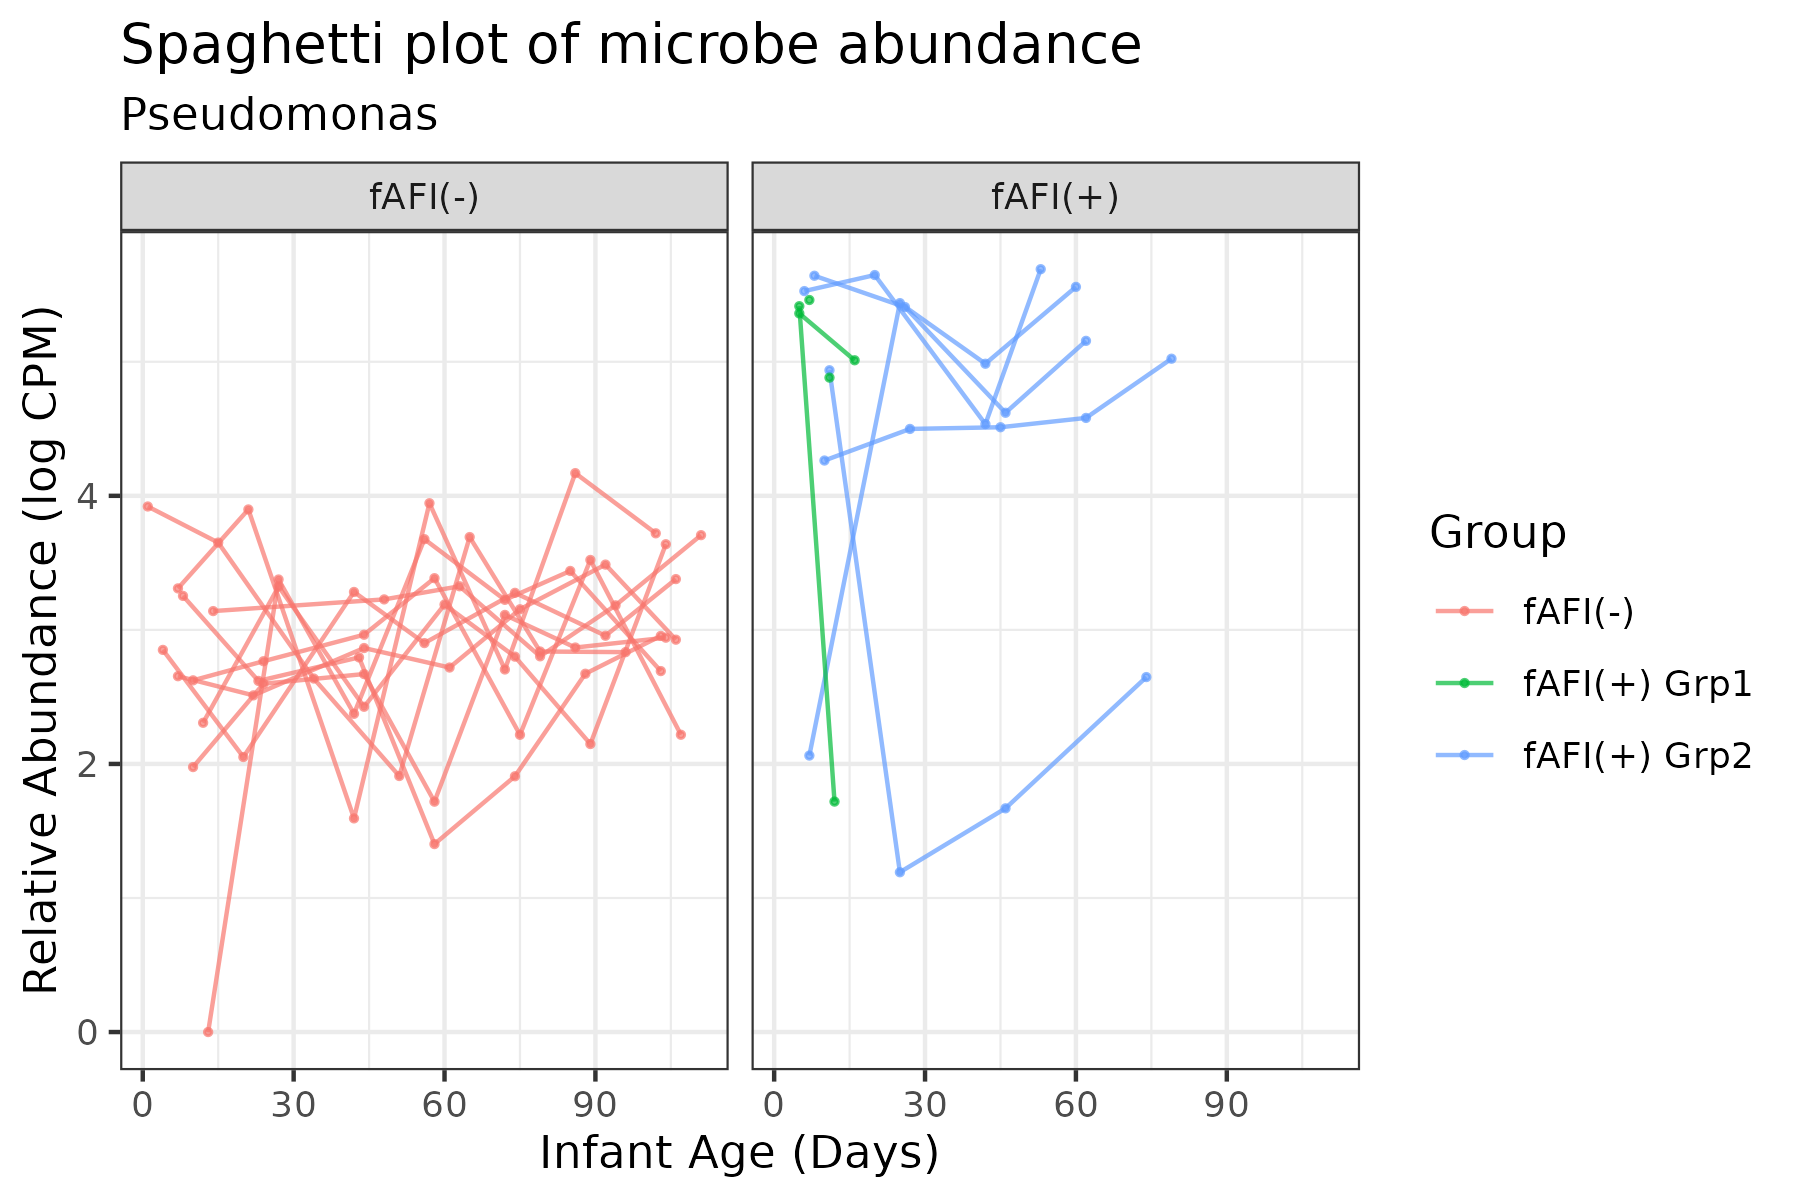 Spaghetti plot of microbe abundance
Pseudomonas
fAFI(-)
fAFI(+)
Relative Abundance (log CPM)
4
2
0
0 30 60 90
0 30 60 90
Infant Age (Days)
Group
fAFI(-)
fAFI(+) Grp1
fAFI(+) Grp2